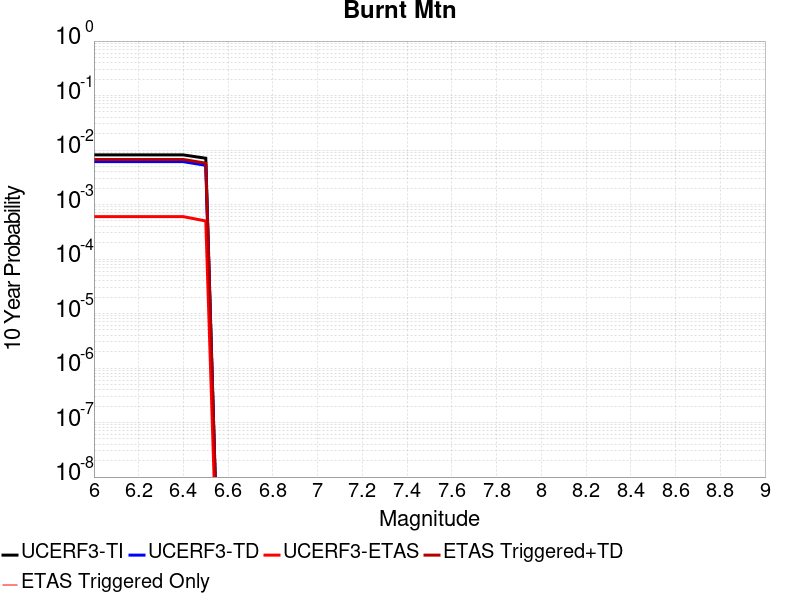 Burnt Mtn
10 Year Probability
10^0
10^-1
10^-2
10^-3
10^-4
10^-5
10^-6
10^-7
10^-8
6 6.2 6.4 6.6 6.8 7 7.2 7.4 7.6 7.8 8 8.2 8.4 8.6 8.8 9
Magnitude
UCERF3-TI UCERF3-TD UCERF3-ETAS ETAS Triggered+TD
ETAS Triggered Only